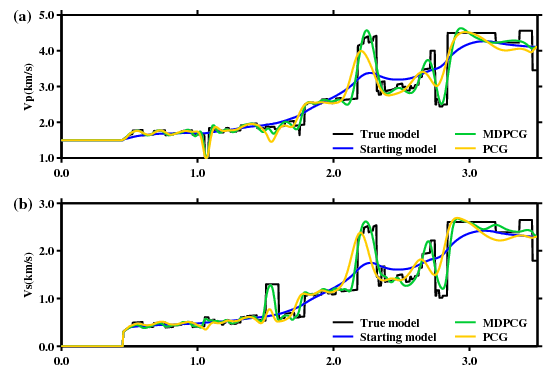 (a)
5.0
4.0
3.0
2.0
1.0
Vp(km/s)
True model
Starting model
MDPCG
PCG
0.0 1.0 2.0 3.0
(b)
3.0
2.0
1.0
0.0
Vs(km/s)
True model
Starting model
MDPCG
PCG
0.0 1.0 2.0 3.0